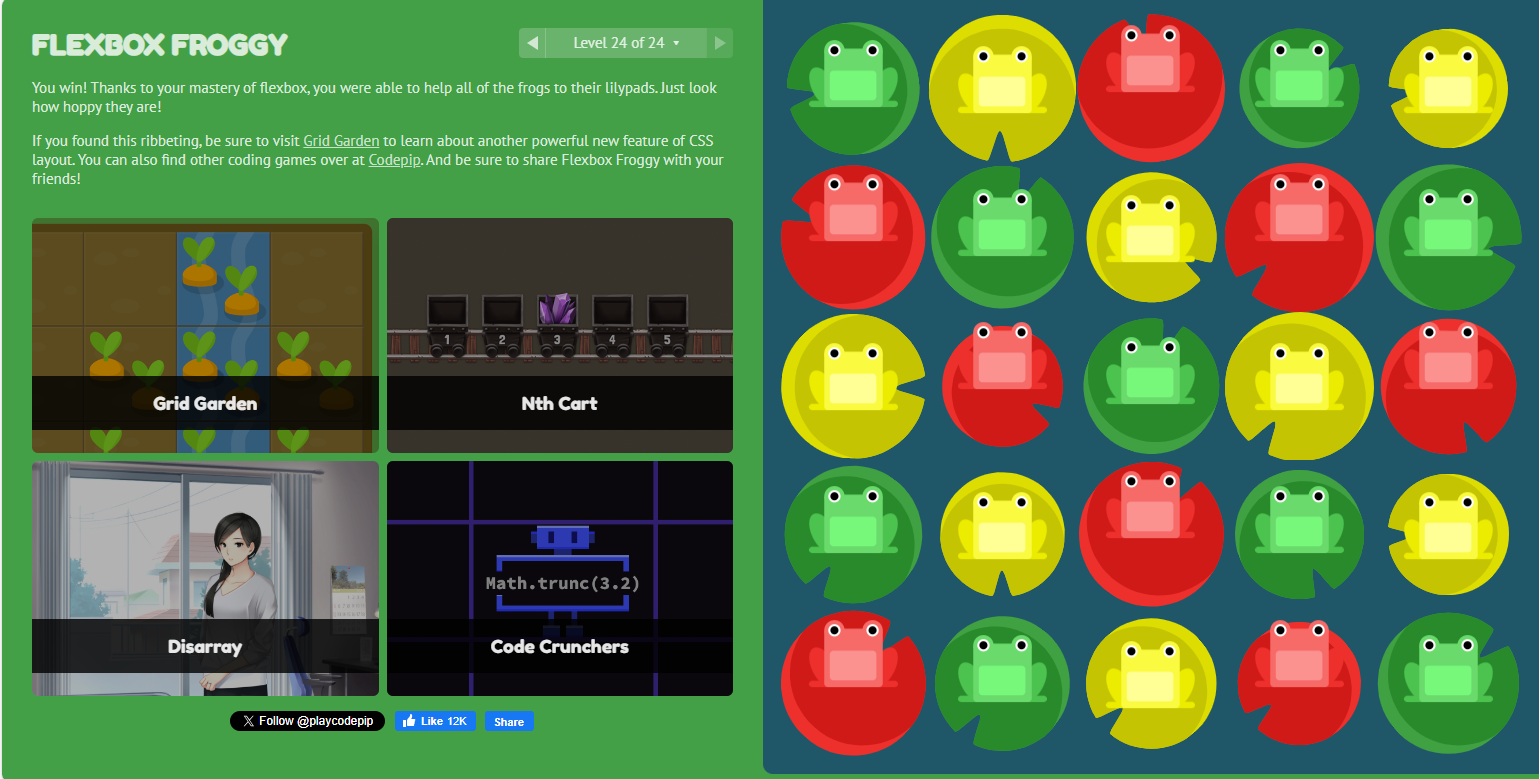 FLEXBOX FROGGY
Level 24 of 24
You win! Thanks to your mastery of flexbox, you were able to help all of the frogs to their lilypads. Just look
how hoppy they are!
If you found this ribbeting, be sure to visit Grid Garden to learn about another powerful new feature of CSS
layout. You can also find other coding games over at Codepip. And be sure to share Flexbox Froggy with your
friends!
1 2 3 4 5
Grid Garden
Nth Cart
Math.trunc(3.2)
Disarray
Code Crunchers
X Follow @playcodepip
Like 12K
Share